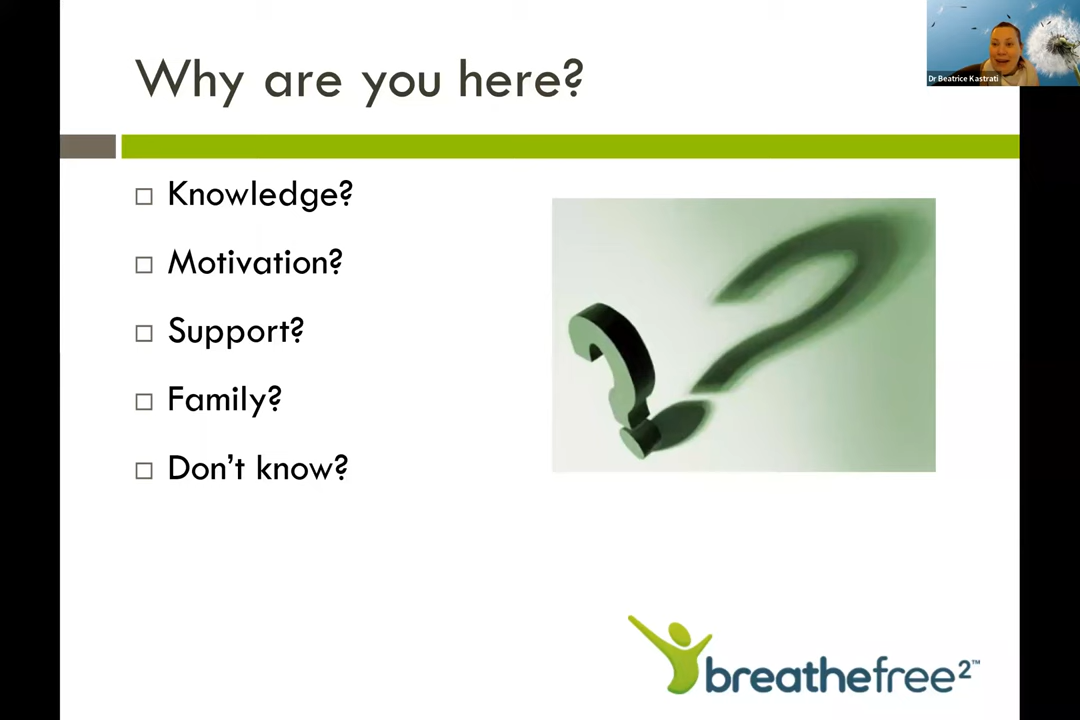 Why are you here?
Dr Beatrice Kastrati
Knowledge?
Motivation?
Support?
Family?
Don't know?
breathefree2™